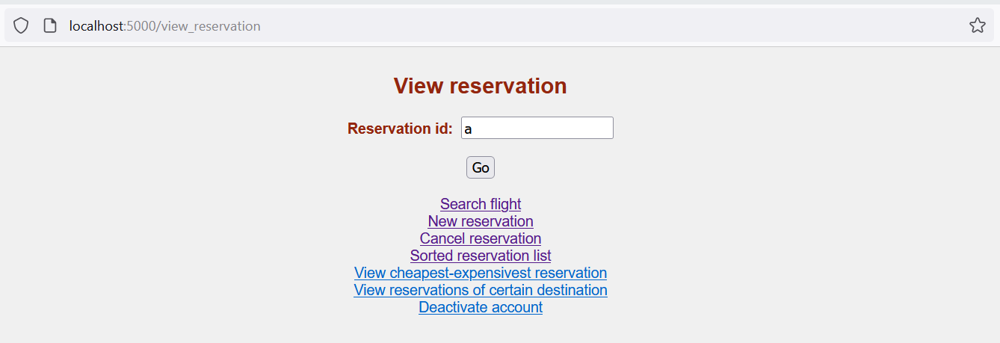 localhost:5000/view_reservation
View reservation
Reservation id: a
Go
Search flight
New reservation
Cancel reservation
Sorted reservation list
View cheapest-expensivest reservation
View reservations of certain destination
Deactivate account